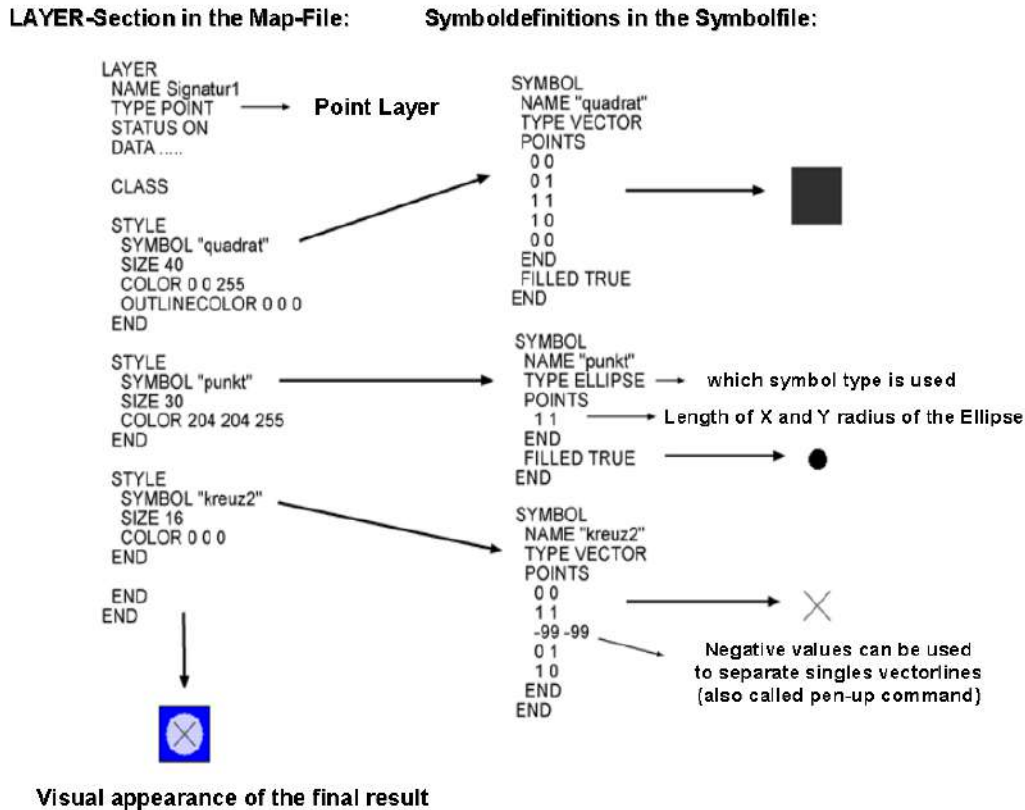 LAYER-Section in the Map-File:
Symboldefinitions in the Symbolfile:
LAYER
NAME Signatur1
TYPE POINT
Point Layer
STATUS ON
DATA .....
CLASS
STYLE
SYMBOL "quadrat"
SIZE 40
COLOR 0 0 255
OUTLINECOLOR 0 0 0
END
STYLE
SYMBOL "punkt"
SIZE 30
COLOR 204 204 255
END
STYLE
SYMBOL "kreuz2"
SIZE 16
COLOR 0 0 0
END
END
END
Visual appearance of the final result
SYMBOL
NAME "quadrat"
TYPE VECTOR
POINTS
0 0
0 1
1 1
1 0
0 0
END
FILLED TRUE
END
SYMBOL
NAME "punkt"
TYPE ELLIPSE
which symbol type is used
POINTS
1 1
Length of X and Y radius of the Ellipse
END
FILLED TRUE
END
SYMBOL
NAME "kreuz2"
TYPE VECTOR
POINTS
0 0
1 1
-99 -99
0 1
1 0
END
END
Negative values can be used
to separate singles vectorlines
(also called pen-up command)